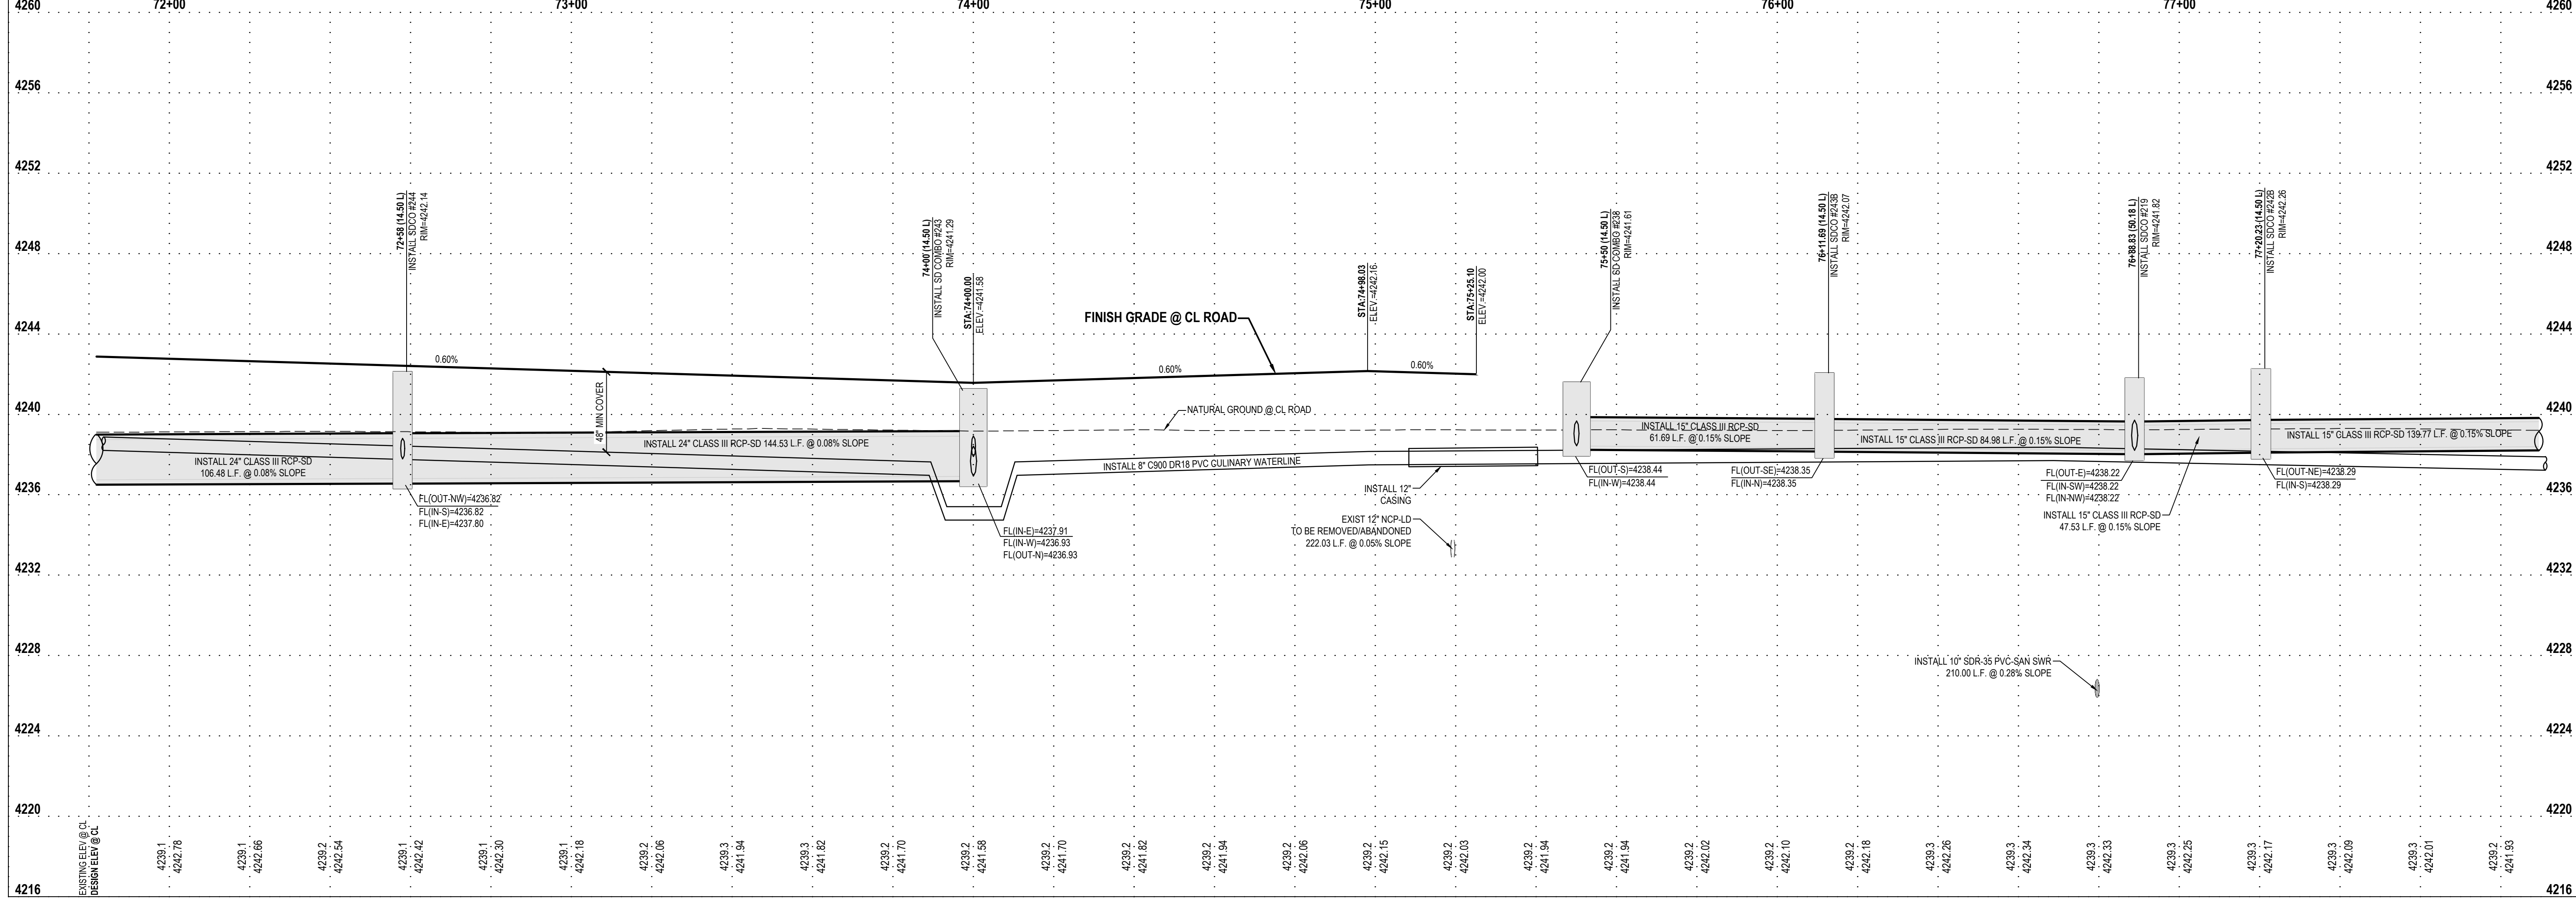 72+00
73+00
74+00
75+00
76+00
77+00
4260
4260
4256
4256
4252
4252
4248
4248
4244
4244
4240
4240
4236
4236
4232
4232
4228
4228
4224
4224
4220
4220
4216
4216
72+58 (14.50 L)
INSTALL SDCO #244
RIM=4242.14
74+00 (14.50 L)
INSTALL SD COMBO #243
RIM=4241.29
STA:74+00.00
ELEV.=4241.58
FINISH GRADE @ CL ROAD
STA:74+98.03
ELEV.=4242.16
STA:75+25.10
ELEV.=4242.00
75+50 (14.50 L)
INSTALL SD COMBO #238
RIM=4241.61
76+11.69 (14.50 L)
INSTALL SDCO #243B
RIM=4242.07
76+88.83 (50.18 L)
INSTALL SDCO #219
RIM=4241.82
77+20.23 (14.50 L)
INSTALL SDCO #242B
RIM=4242.26
0.60%
0.60%
0.60%
48" MIN COVER
NATURAL GROUND @ CL ROAD
INSTALL 24" CLASS III RCP-SD
106.48 L.F. @ 0.08% SLOPE
INSTALL 24" CLASS III RCP-SD 144.53 L.F. @ 0.08% SLOPE
INSTALL 8" C900 DR18 PVC CULINARY WATERLINE
INSTALL 15" CLASS III RCP-SD
61.69 L.F. @ 0.15% SLOPE
INSTALL 15" CLASS III RCP-SD 84.98 L.F. @ 0.15% SLOPE
INSTALL 15" CLASS III RCP-SD 139.77 L.F. @ 0.15% SLOPE
FL(OUT-NW)=4236.82
FL(IN-S)=4236.82
FL(IN-E)=4237.80
FL(IN-E)=4237.91
FL(IN-W)=4236.93
FL(OUT-N)=4236.93
INSTALL 12"
CASING
EXIST 12" NCP-LD
TO BE REMOVED/ABANDONED
222.03 L.F. @ 0.05% SLOPE
FL(OUT-S)=4238.44
FL(IN-W)=4238.44
FL(OUT-SE)=4238.35
FL(IN-N)=4238.35
FL(OUT-E)=4238.22
FL(IN-SW)=4238.22
FL(IN-NW)=4238.22
INSTALL 15" CLASS III RCP-SD
47.53 L.F. @ 0.15% SLOPE
FL(OUT-NE)=4238.29
FL(IN-S)=4238.29
INSTALL 10" SDR-35 PVC-SAN SWR
210.00 L.F. @ 0.28% SLOPE
EXISTING ELEV @ CL
DESIGN ELEV @ CL
4239.1
4242.78
4239.1
4242.66
4239.2
4242.54
4239.1
4242.42
4239.1
4242.30
4239.1
4242.18
4239.2
4242.06
4239.3
4241.94
4239.3
4241.82
4239.2
4241.70
4239.2
4241.58
4239.2
4241.70
4239.2
4241.82
4239.2
4241.94
4239.2
4242.06
4239.2
4242.15
4239.2
4242.03
4239.2
4241.94
4239.2
4241.94
4239.2
4242.02
4239.2
4242.10
4239.2
4242.18
4239.3
4242.26
4239.3
4242.34
4239.3
4242.33
4239.3
4242.25
4239.3
4242.17
4239.3
4242.09
4239.3
4242.01
4239.2
4241.93